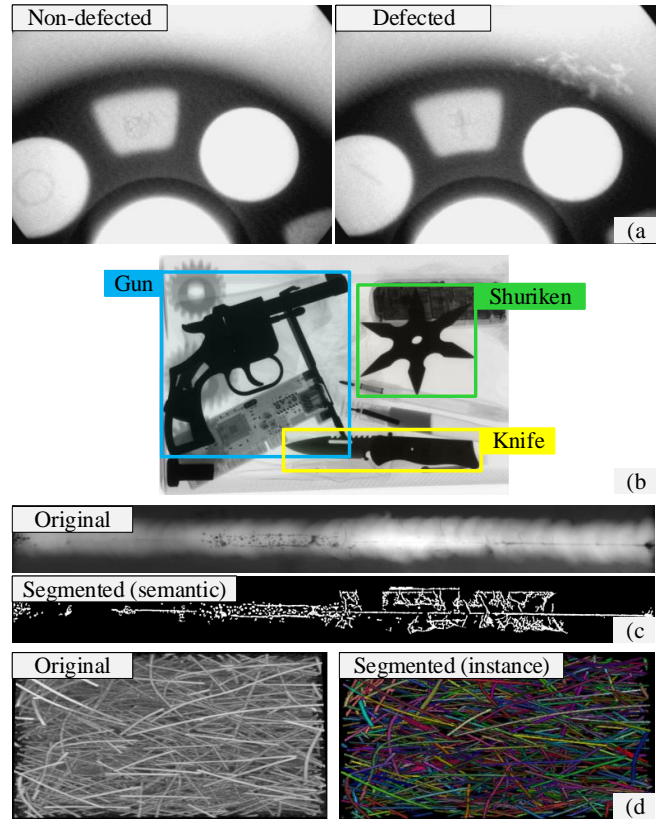 Non-defected
Defected
(a
Gun
Shuriken
Knife
(b
Original
Segmented (semantic)
(c
Original
Segmented (instance)
(d